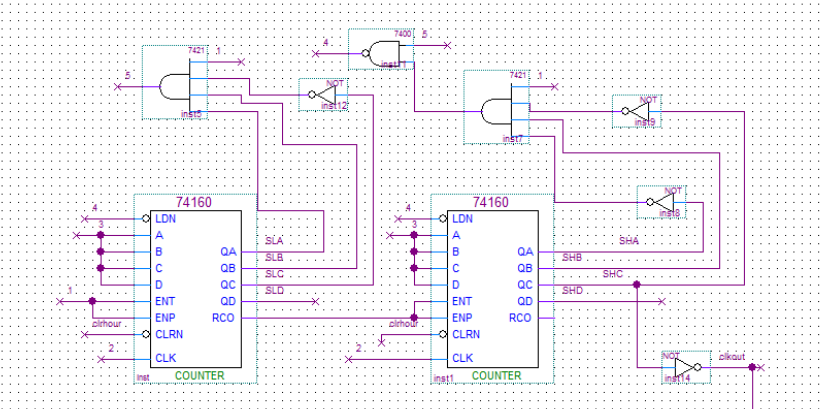 7400
5
4
inst11
7421
1
5
inst5
NOT
inst12
7421
1
inst7
NOT
inst9
NOT
inst8
74160
COUNTER
inst
LDN
A
B
C
D
ENT
ENP
CLRN
CLK
QA
QB
QC
QD
RCO
4
3
1
clrhour
2
SLA
SLB
SLC
SLD
74160
COUNTER
inst1
LDN
A
B
C
D
ENT
ENP
CLRN
CLK
QA
QB
QC
QD
RCO
4
3
clrhour
2
SHA
SHB
SHC
SHD
NOT
inst14
clkout